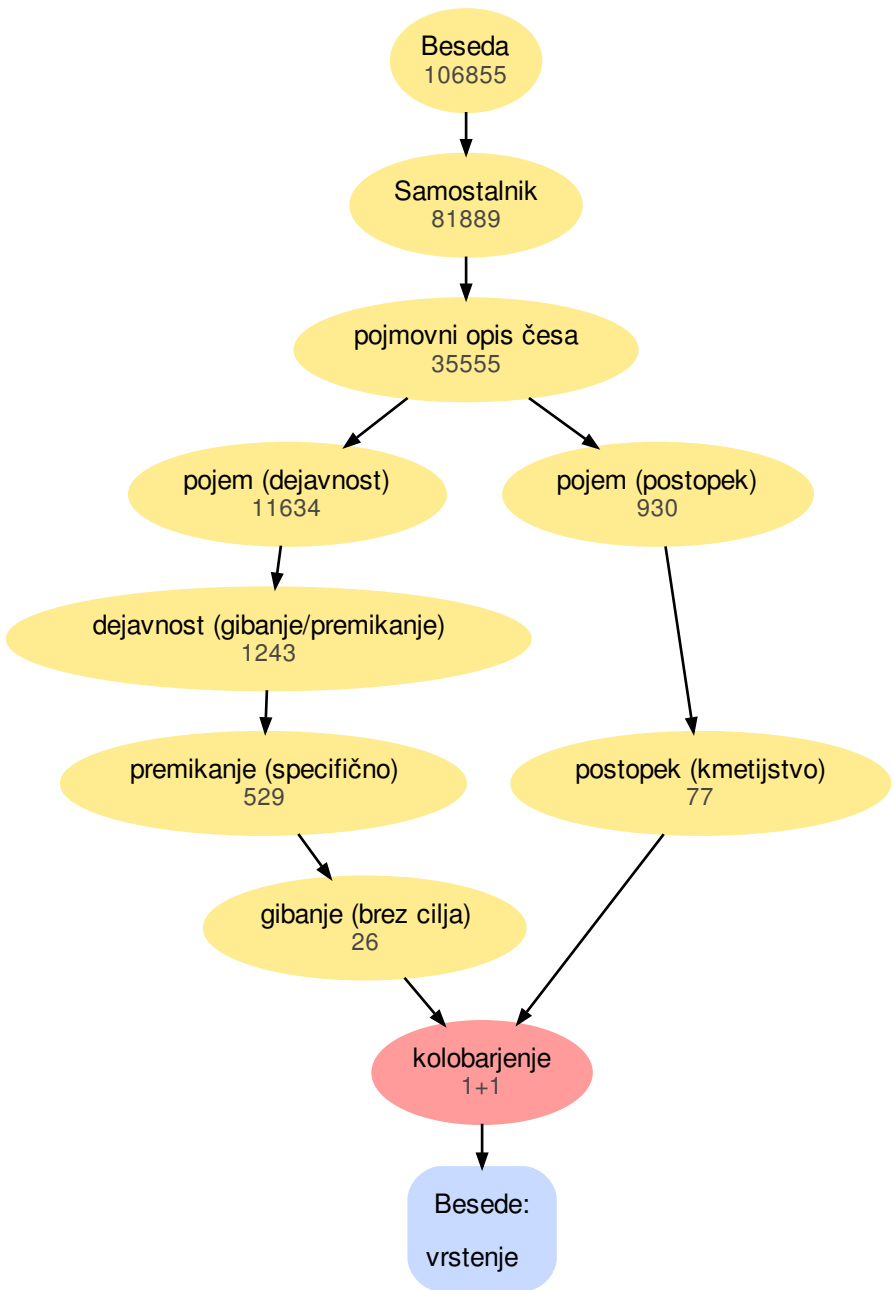 Beseda
106855
Samostalnik
81889
pojmovni opis česa
35555
pojem (dejavnost)
11634
pojem (postopek)
930
dejavnost (gibanje/premikanje)
1243
premikanje (specifično)
529
postopek (kmetijstvo)
77
gibanje (brez cilja)
26
kolobarjenje
1+1
Besede:
vrstenje